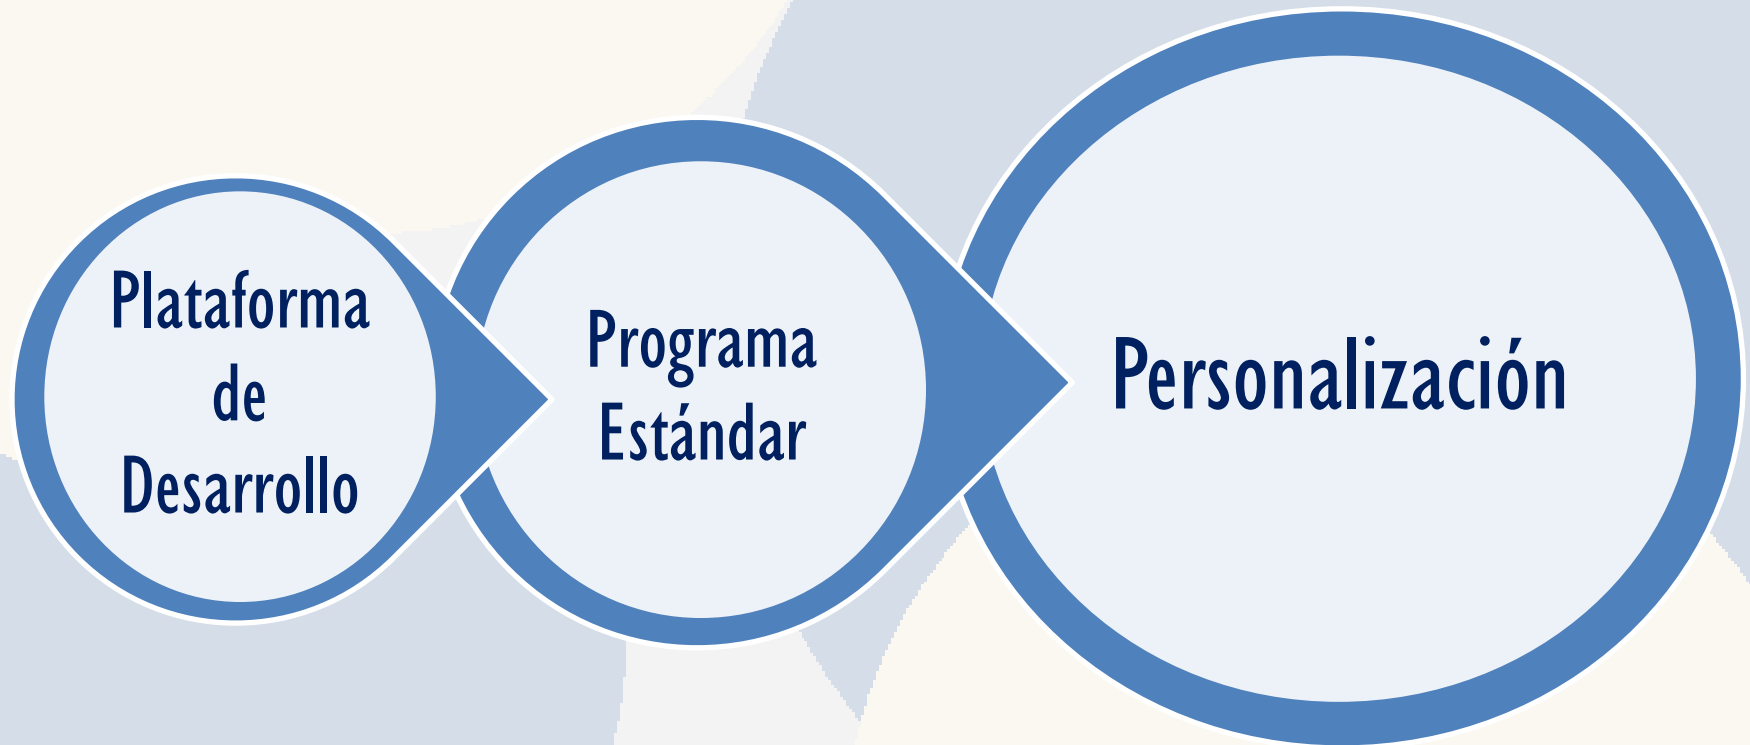 Plataforma
de
Desarrollo
Programa
Estándar
Personalización